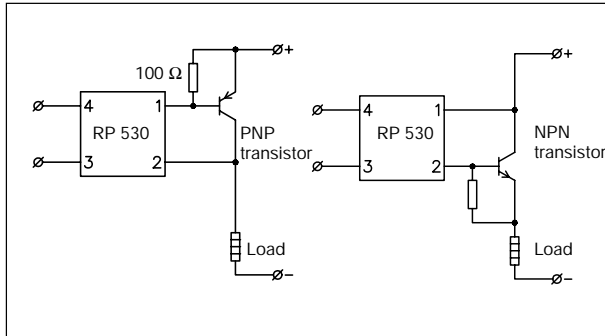 +
100 Ω
4
1
RP 530
3
2
PNP
transistor
Load
−
+
4
1
RP 530
3
2
NPN
transistor
Load
−